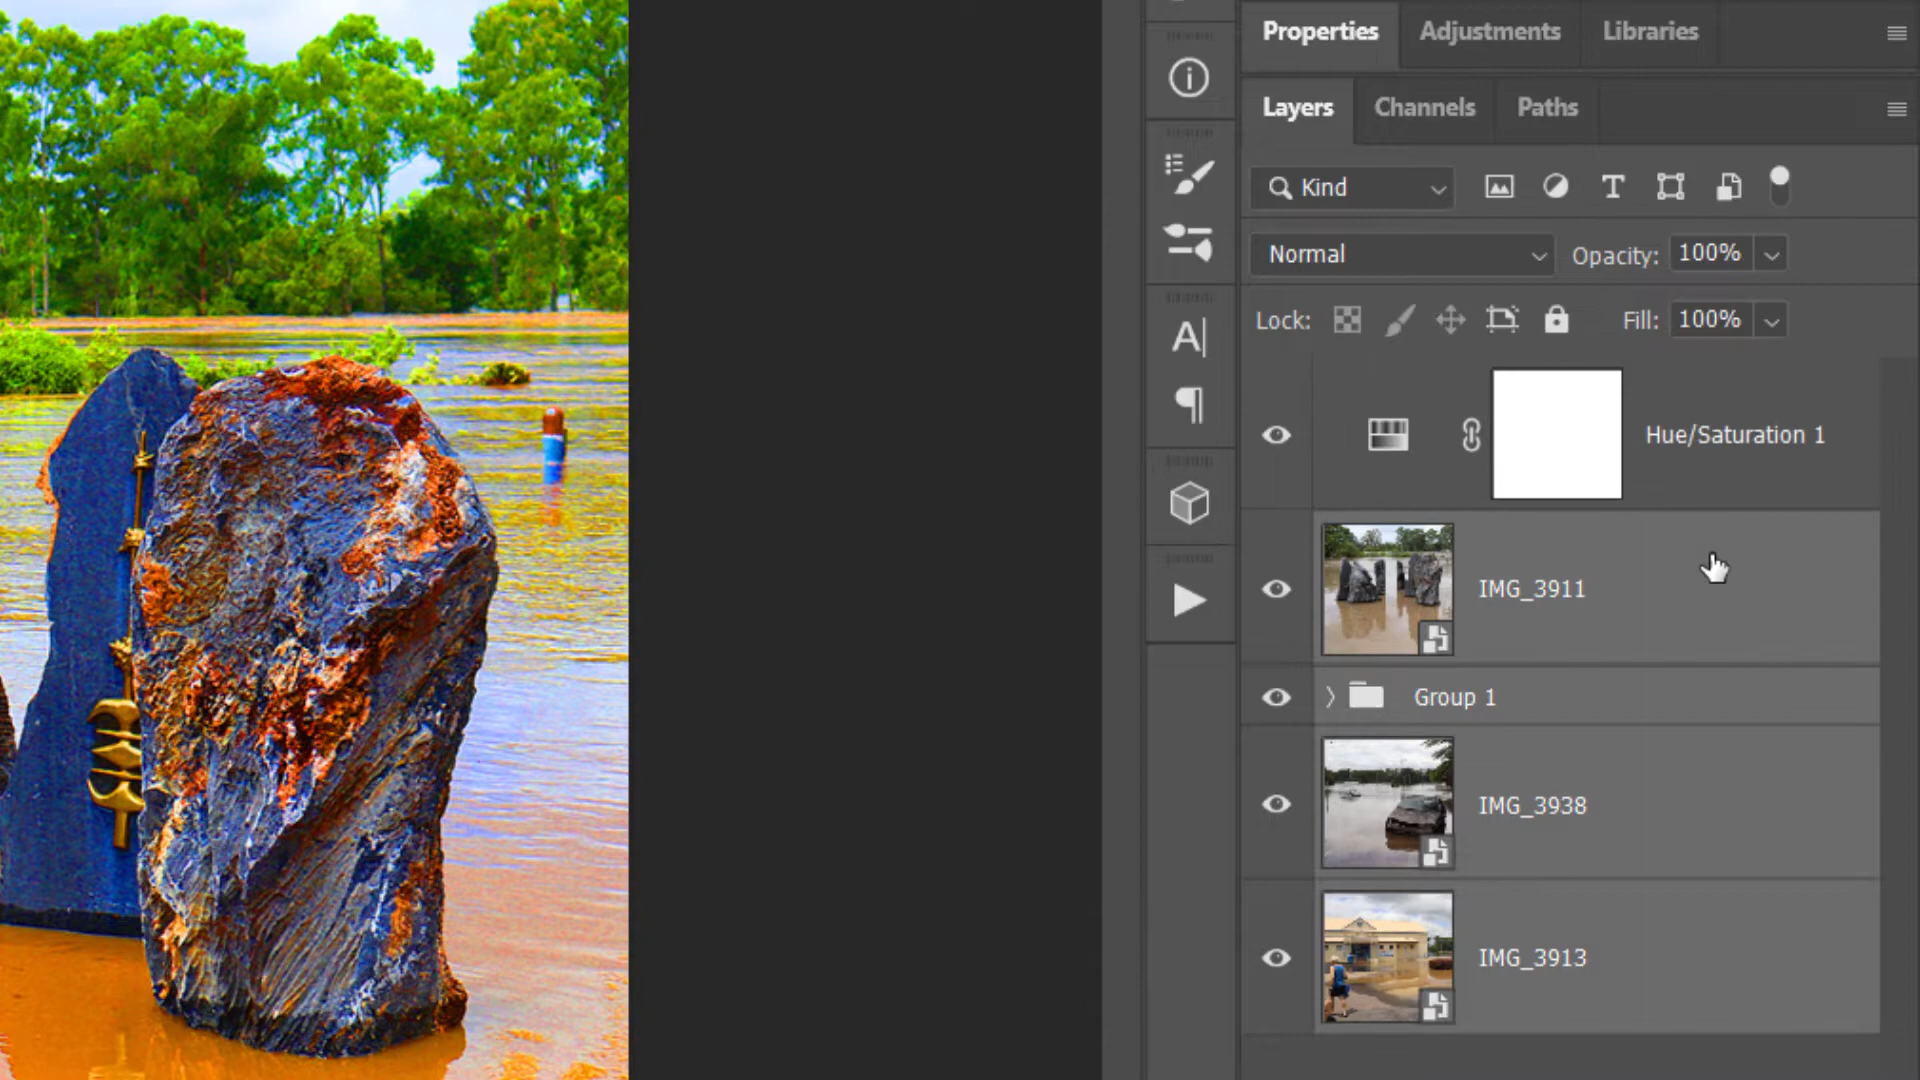 Properties Adjustments Libraries
Layers Channels Paths
Kind
Normal Opacity: 100%
Lock: Fill: 100%
Hue/Saturation 1
IMG_3911
Group 1
IMG_3938
IMG_3913